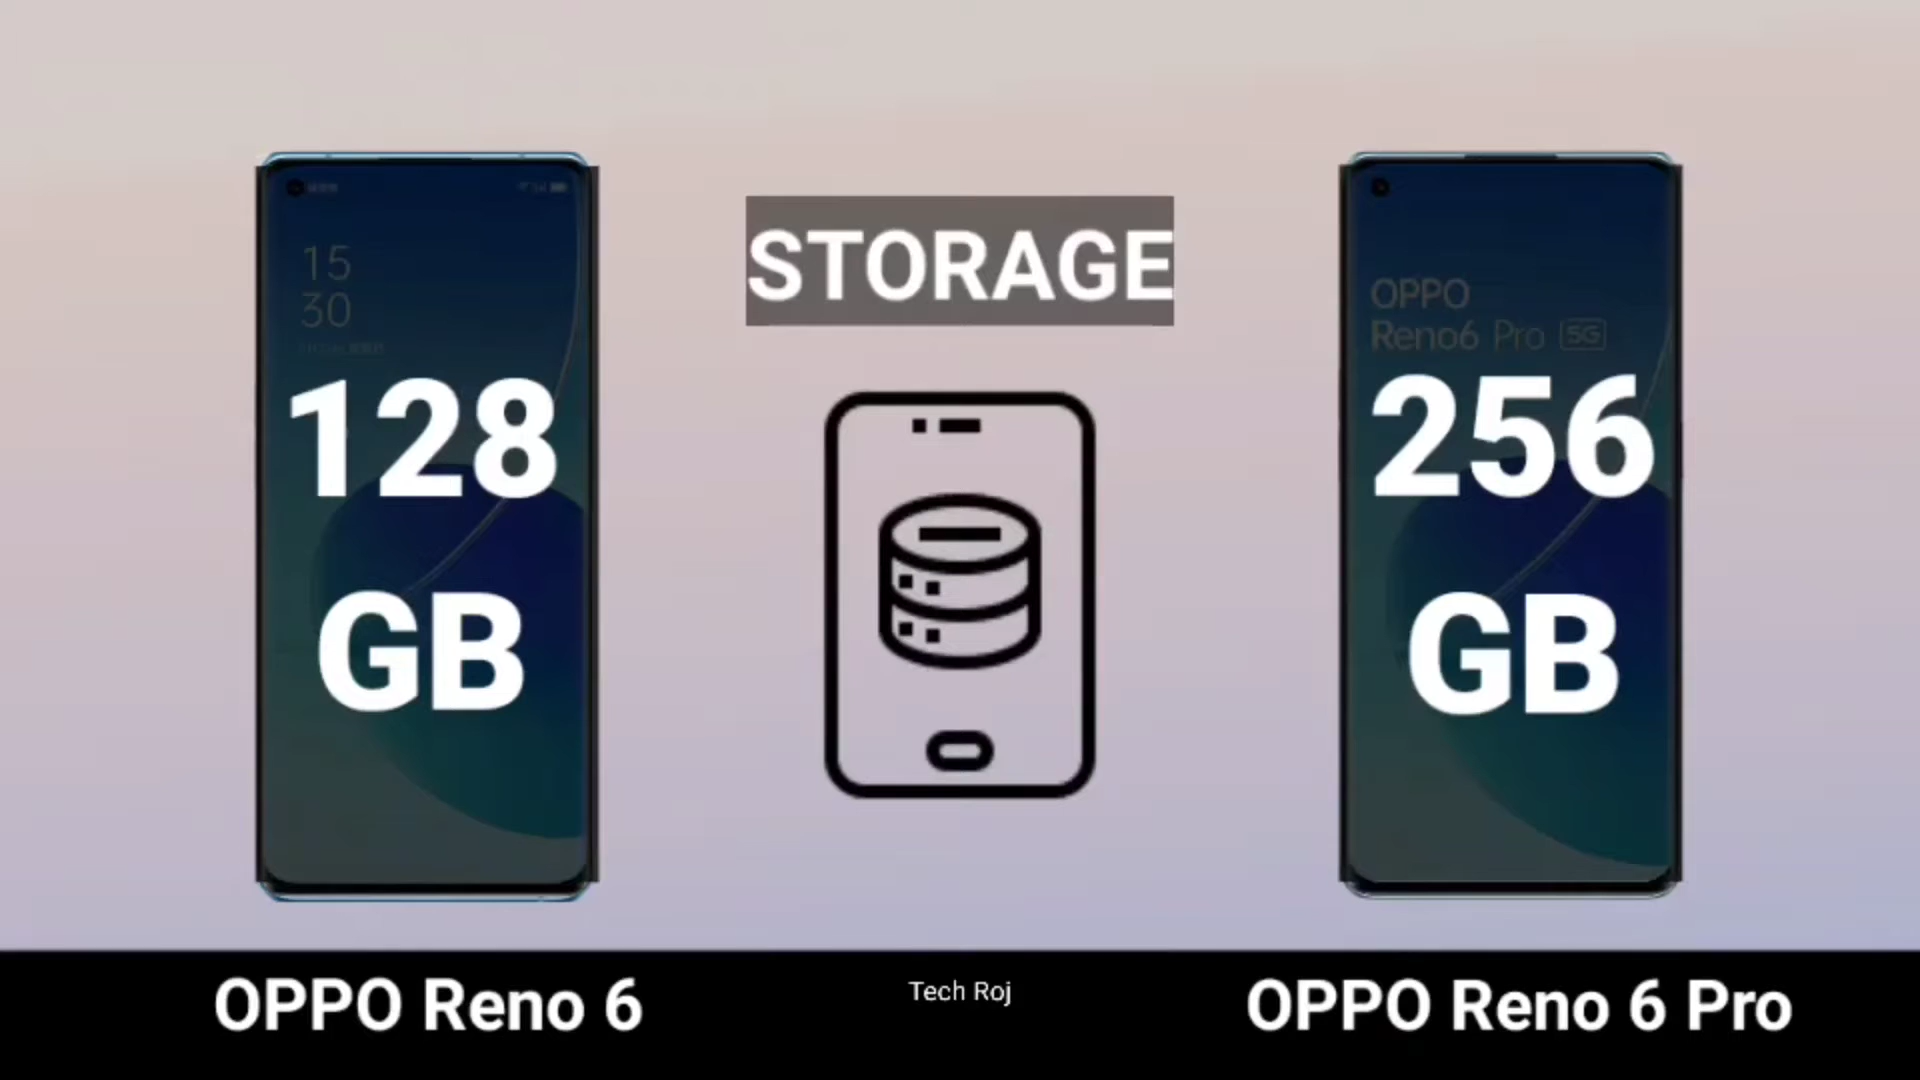 STORAGE
15
30
128
GB
OPPO
Reno6 Pro 5G
256
GB
OPPO Reno 6
Tech Roj
OPPO Reno 6 Pro